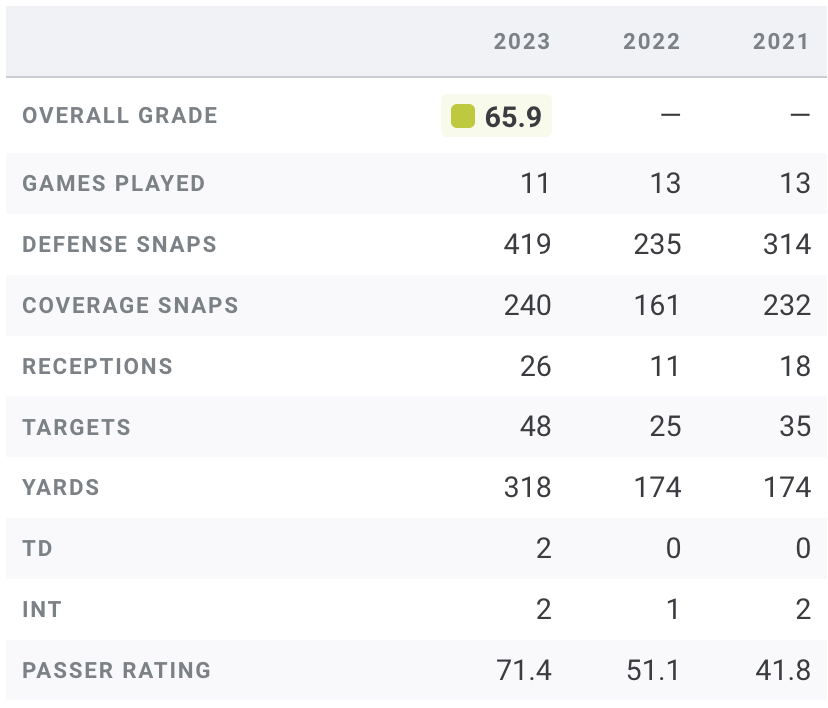 2023 2022 2021
OVERALL GRADE 65.9 — —
GAMES PLAYED 11 13 13
DEFENSE SNAPS 419 235 314
COVERAGE SNAPS 240 161 232
RECEPTIONS 26 11 18
TARGETS 48 25 35
YARDS 318 174 174
TD 2 0 0
INT 2 1 2
PASSER RATING 71.4 51.1 41.8